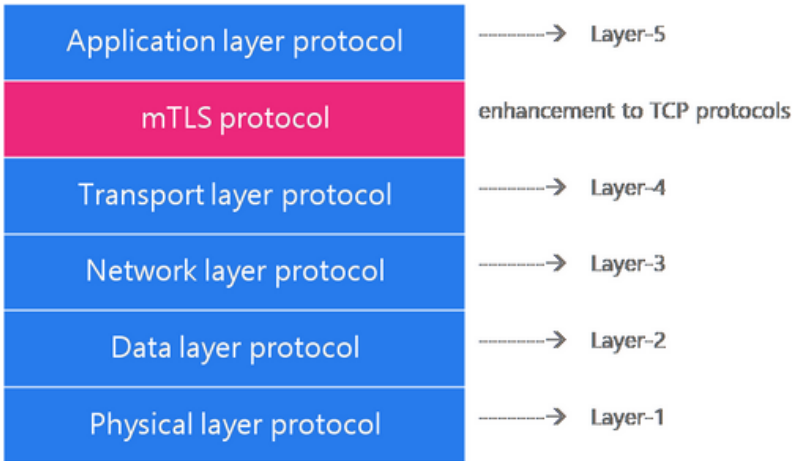 Application layer protocol Layer-5
mTLS protocol enhancement to TCP protocols
Transport layer protocol Layer-4
Network layer protocol Layer-3
Data layer protocol Layer-2
Physical layer protocol Layer-1